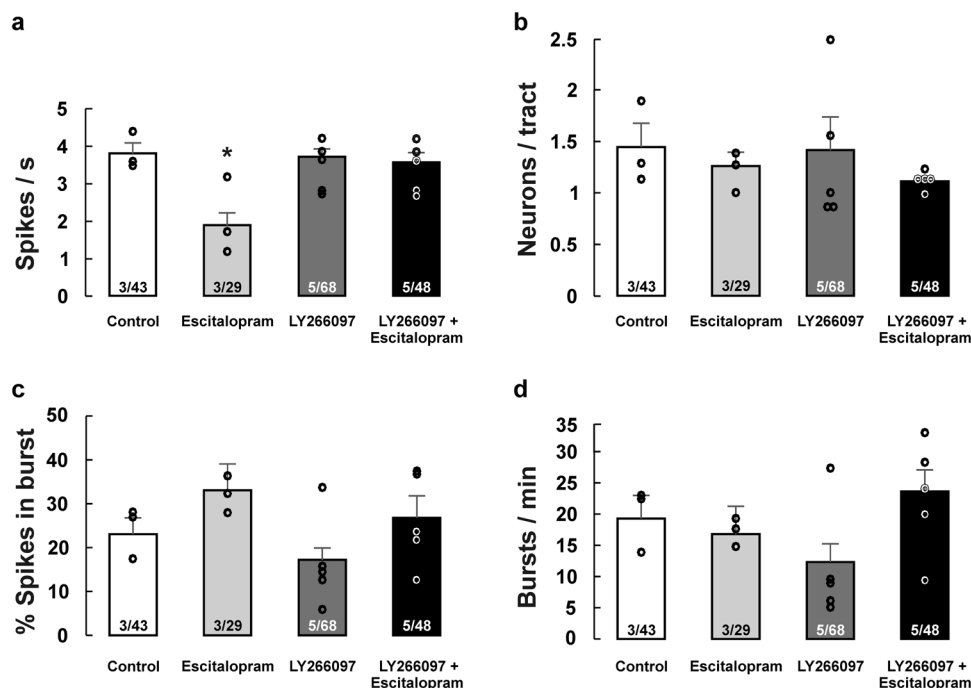 a
Spikes / s
5
4
3
2
1
0
*
3/43
3/29
5/68
5/48
Control
Escitalopram
LY266097
LY266097 +
Escitalopram
b
Neurons / tract
2.5
2
1.5
1
0.5
0
3/43
3/29
5/68
5/48
Control
Escitalopram
LY266097
LY266097 +
Escitalopram
c
% Spikes in burst
50
40
30
20
10
0
3/43
3/29
5/68
5/48
Control
Escitalopram
LY266097
LY266097 +
Escitalopram
d
Bursts / min
35
30
25
20
15
10
5
0
3/43
3/29
5/68
5/48
Control
Escitalopram
LY266097
LY266097 +
Escitalopram